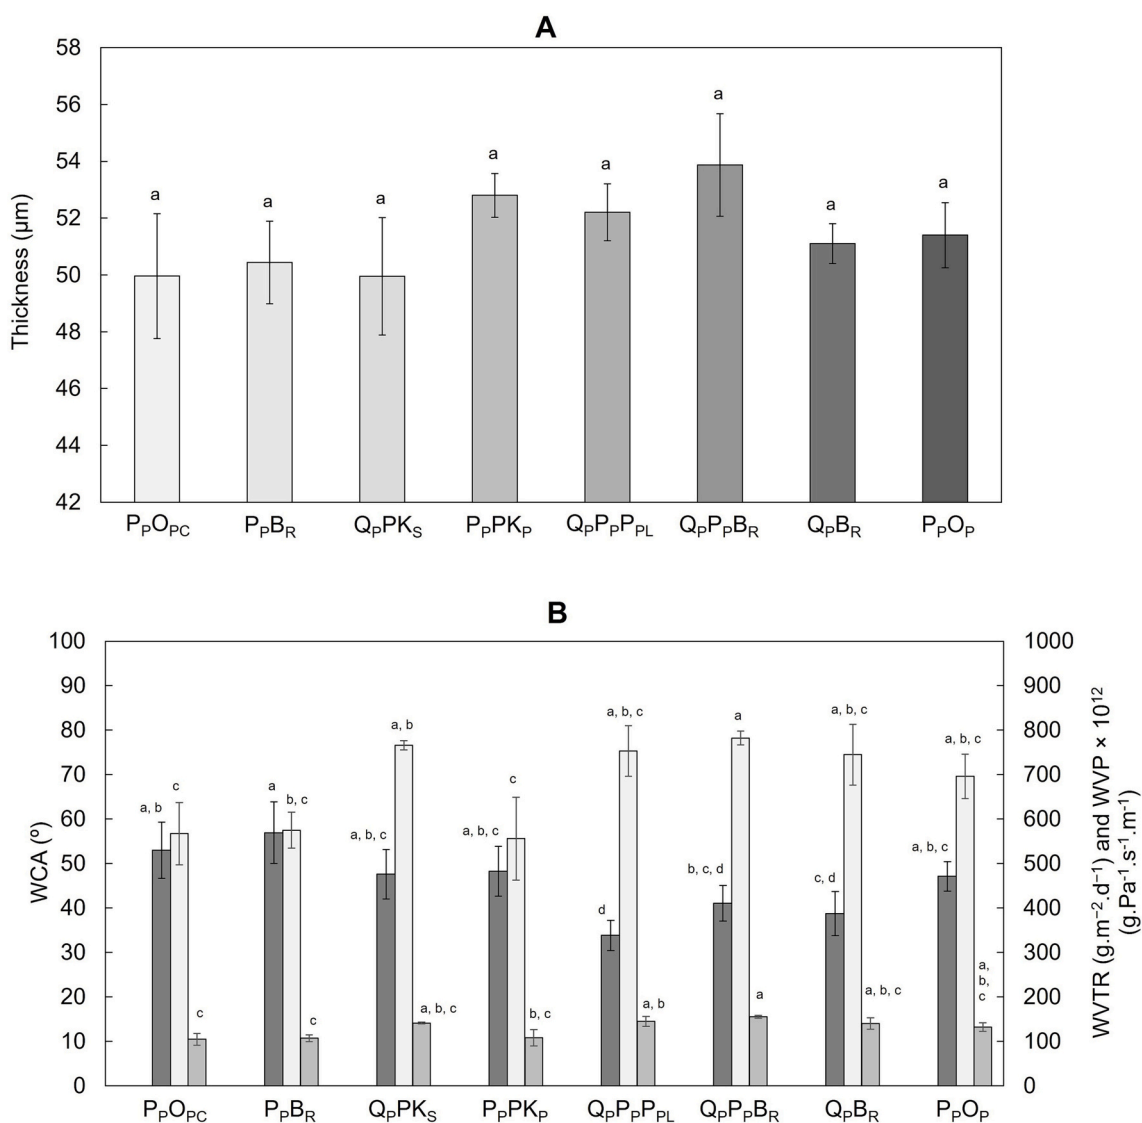 A
58
56
54
52
50
48
46
44
42
Thickness (µm)
a
a
a
a
a
a
a
a
PPOPC
PPBR
QPPKS
PPPKP
QPPPPPL
QPPPBR
QPBR
PPOP
B
100
90
80
70
60
50
40
30
20
10
0
WCA (º)
1000
900
800
700
600
500
400
300
200
100
0
WVTR (g.m−2.d−1) and WVP × 1012
(g.Pa-1.s-1.m-1)
a, b
c
c
a
b, c
c
a, b, c
a, b
a, b, c
a, b, c
c
b, c
d
a, b, c
a, b
b, c, d
a
a
c, d
a, b, c
a, b, c
a, b, c
a, b, c
a,
b,
c
PPOPC
PPBR
QPPKS
PPPKP
QPPPPPL
QPPPBR
QPBR
PPOP